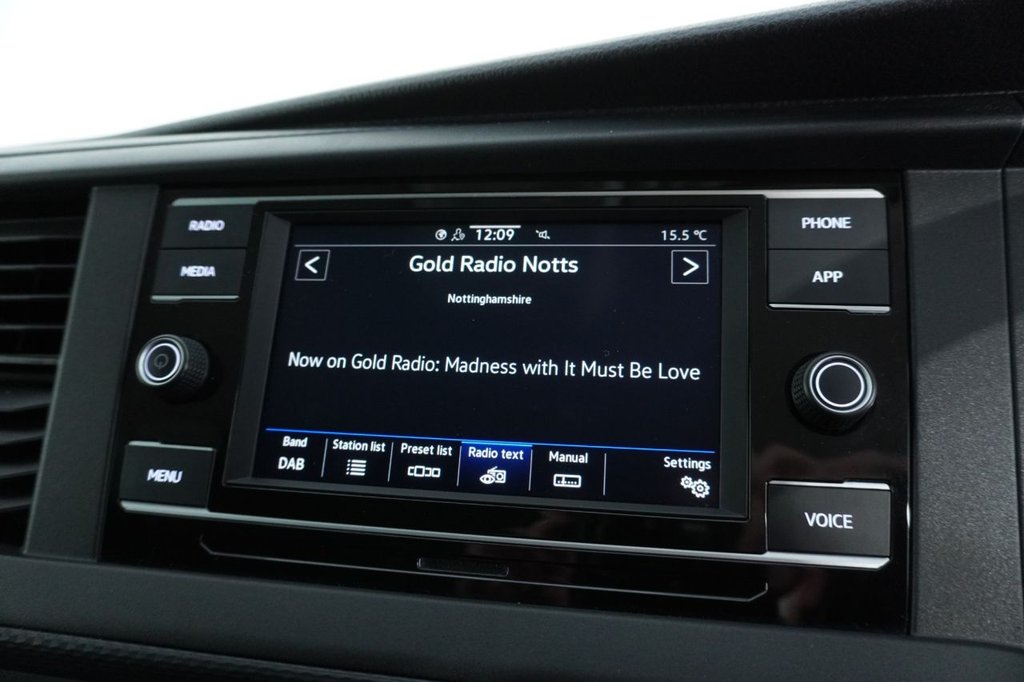 RADIO
MEDIA
MENU
12:09
15.5 °C
<
Gold Radio Notts
>
Nottinghamshire
Now on Gold Radio: Madness with It Must Be Love
Band
DAB
Station list
Preset list
Radio text
Manual
Settings
PHONE
APP
VOICE